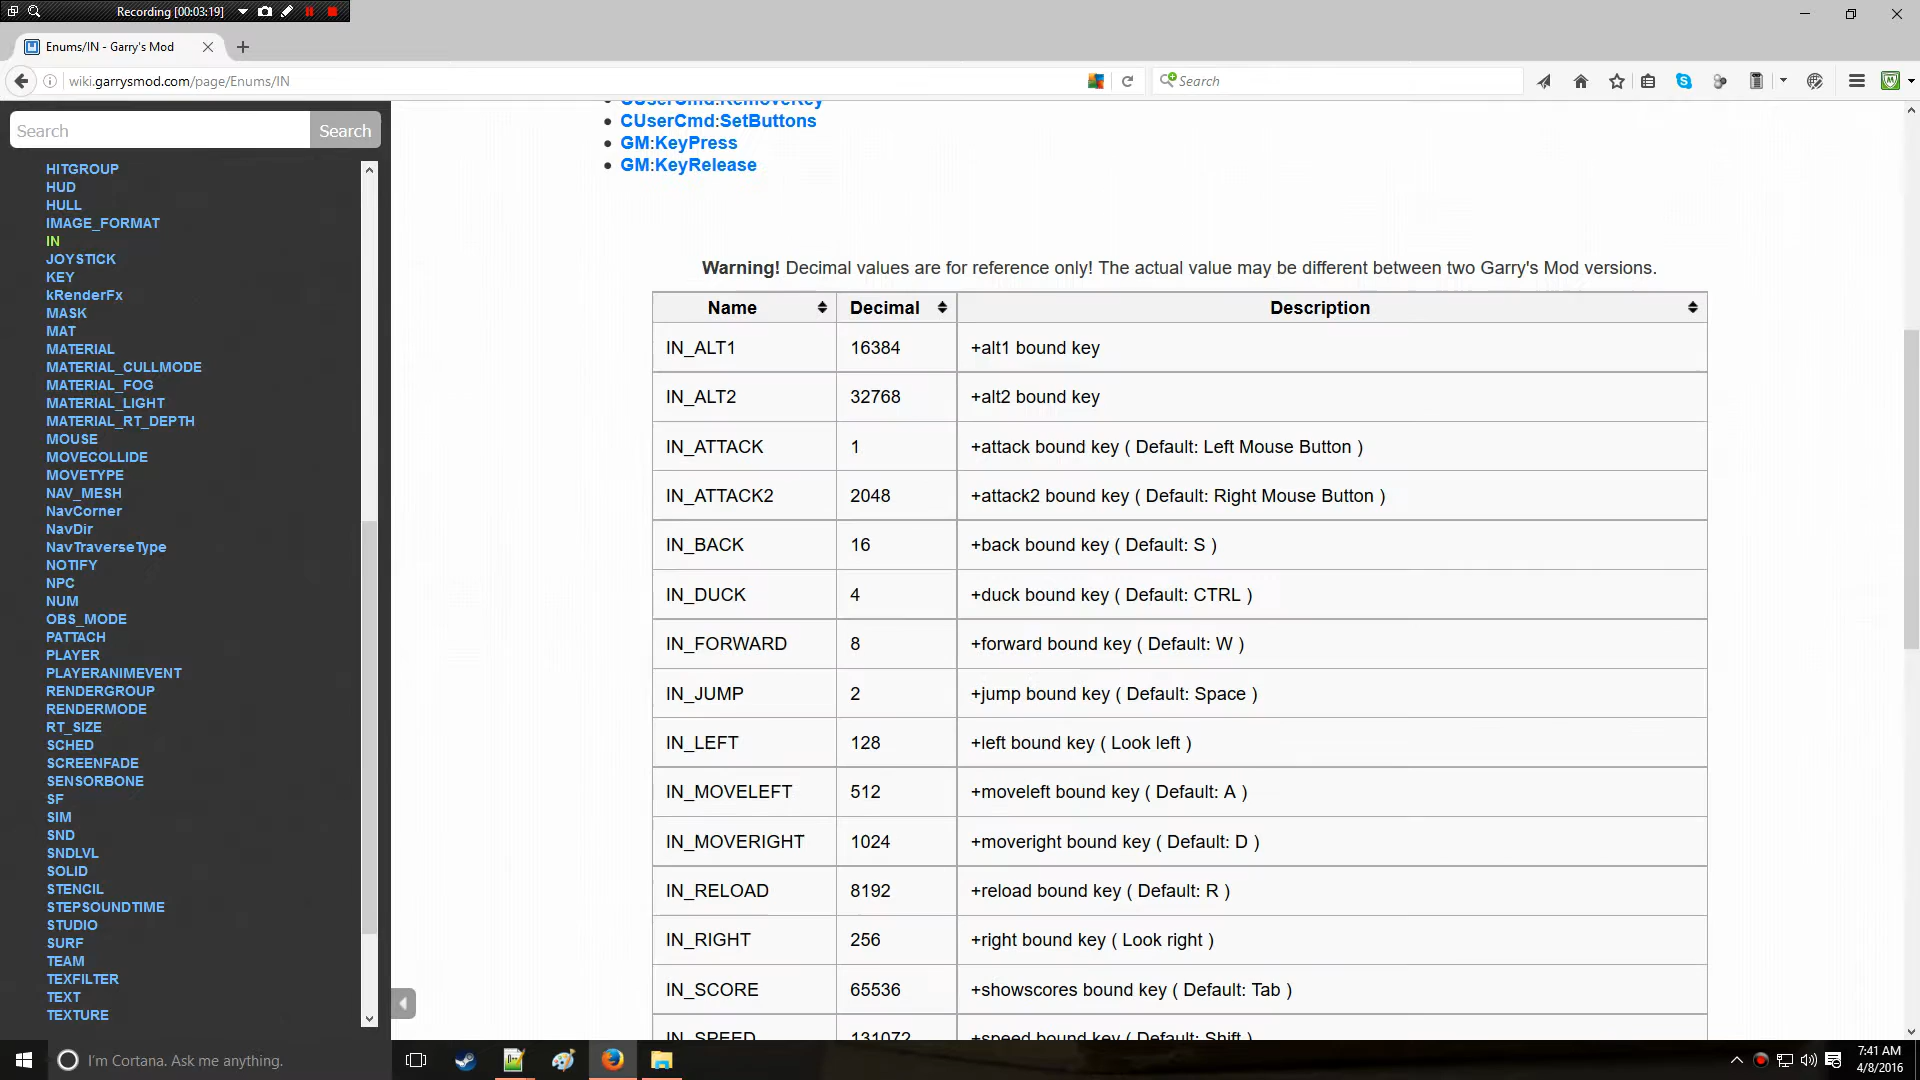 Recording [00:03:19]
Enums/IN - Garry's Mod
wiki.garrysmod.com/page/Enums/IN
Search
Search
Search
HITGROUP
HUD
HULL
IMAGE_FORMAT
IN
JOYSTICK
KEY
kRenderFx
MASK
MAT
MATERIAL
MATERIAL_CULLMODE
MATERIAL_FOG
MATERIAL_LIGHT
MATERIAL_RT_DEPTH
MOUSE
MOVECOLLIDE
MOVETYPE
NAV_MESH
NavCorner
NavDir
NavTraverseType
NOTIFY
NPC
NUM
OBS_MODE
PATTACH
PLAYER
PLAYERANIMEVENT
RENDERGROUP
RENDERMODE
RT_SIZE
SCHED
SCREENFADE
SENSORBONE
SF
SIM
SND
SNDLVL
SOLID
STENCIL
STEPSOUNDTIME
STUDIO
SURF
TEAM
TEXFILTER
TEXT
TEXTURE
CUserCmd:RemoveKey
CUserCmd:SetButtons
GM:KeyPress
GM:KeyRelease
Warning! Decimal values are for reference only! The actual value may be different between two Garry's Mod versions.
Name Decimal Description
IN_ALT1 16384 +alt1 bound key
IN_ALT2 32768 +alt2 bound key
IN_ATTACK 1 +attack bound key ( Default: Left Mouse Button )
IN_ATTACK2 2048 +attack2 bound key ( Default: Right Mouse Button )
IN_BACK 16 +back bound key ( Default: S )
IN_DUCK 4 +duck bound key ( Default: CTRL )
IN_FORWARD 8 +forward bound key ( Default: W )
IN_JUMP 2 +jump bound key ( Default: Space )
IN_LEFT 128 +left bound key ( Look left )
IN_MOVELEFT 512 +moveleft bound key ( Default: A )
IN_MOVERIGHT 1024 +moveright bound key ( Default: D )
IN_RELOAD 8192 +reload bound key ( Default: R )
IN_RIGHT 256 +right bound key ( Look right )
IN_SCORE 65536 +showscores bound key ( Default: Tab )
IN_SPEED 131072 +speed bound key ( Default: Shift )
I'm Cortana. Ask me anything.
7:41 AM
4/8/2016